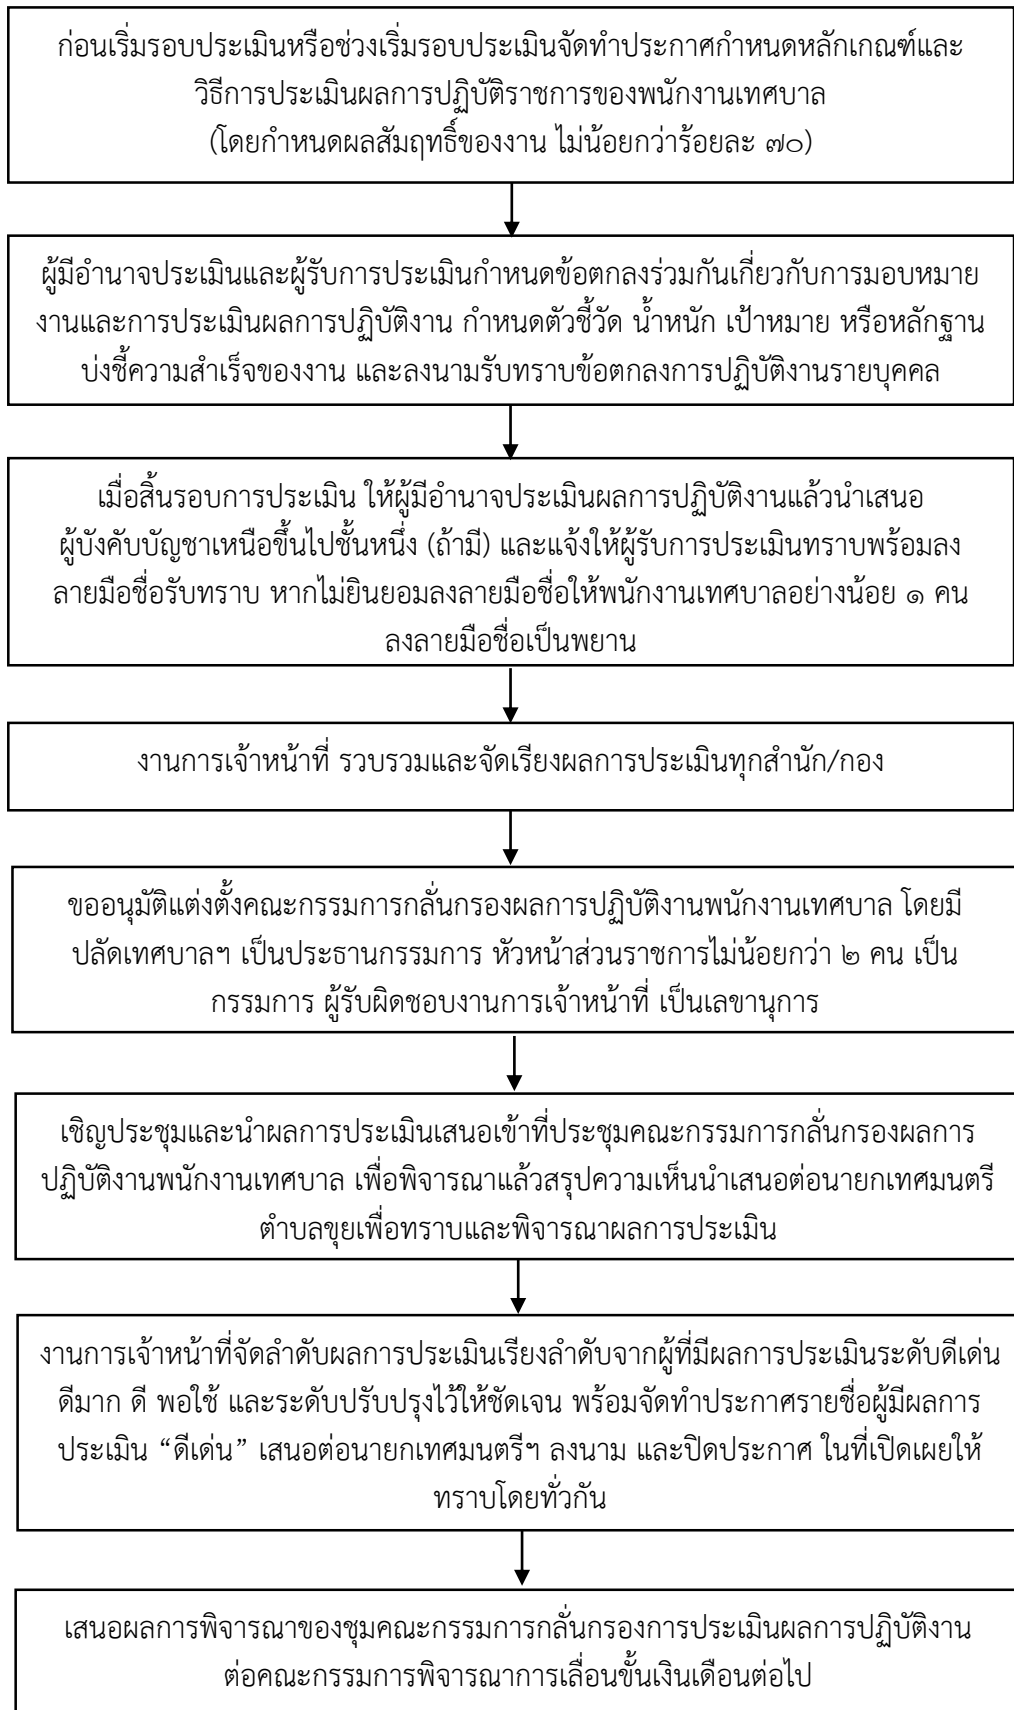 ก่อนเริ่มรอบประเมินหรือช่วงเริ่มรอบประเมินจัดทำประกาศกำหนดหลักเกณฑ์และ
วิธีการประเมินผลการปฏิบัติราชการของพนักงานเทศบาล
(โดยกำหนดผลสัมฤทธิ์ของงาน ไม่น้อยกว่าร้อยละ ๗๐)
ผู้มีอำนาจประเมินและผู้รับการประเมินกำหนดข้อตกลงร่วมกันเกี่ยวกับการมอบหมาย
งานและการประเมินผลการปฏิบัติงาน กำหนดตัวชี้วัด น้ำหนัก เป้าหมาย หรือหลักฐาน
บ่งชี้ความสำเร็จของงาน และลงนามรับทราบข้อตกลงการปฏิบัติงานรายบุคคล
เมื่อสิ้นรอบการประเมิน ให้ผู้มีอำนาจประเมินผลการปฏิบัติงานแล้วนำเสนอ
ผู้บังคับบัญชาเหนือขึ้นไปชั้นหนึ่ง (ถ้ามี) และแจ้งให้ผู้รับการประเมินทราบพร้อมลง
ลายมือชื่อรับทราบ หากไม่ยินยอมลงลายมือชื่อให้พนักงานเทศบาลอย่างน้อย ๑ คน
ลงลายมือชื่อเป็นพยาน
งานการเจ้าหน้าที่ รวบรวมและจัดเรียงผลการประเมินทุกสำนัก/กอง
ขออนุมัติแต่งตั้งคณะกรรมการกลั่นกรองผลการปฏิบัติงานพนักงานเทศบาล โดยมี
ปลัดเทศบาลฯ เป็นประธานกรรมการ หัวหน้าส่วนราชการไม่น้อยกว่า ๒ คน เป็น
กรรมการ ผู้รับผิดชอบงานการเจ้าหน้าที่ เป็นเลขานุการ
เชิญประชุมและนำผลการประเมินเสนอเข้าที่ประชุมคณะกรรมการกลั่นกรองผลการ
ปฏิบัติงานพนักงานเทศบาล เพื่อพิจารณาแล้วสรุปความเห็นนำเสนอต่อนายกเทศมนตรี
ตำบลขุยเพื่อทราบและพิจารณาผลการประเมิน
งานการเจ้าหน้าที่จัดลำดับผลการประเมินเรียงลำดับจากผู้ที่มีผลการประเมินระดับดีเด่น
ดีมาก ดี พอใช้ และระดับปรับปรุงไว้ให้ชัดเจน พร้อมจัดทำประกาศรายชื่อผู้มีผลการ
ประเมิน “ดีเด่น” เสนอต่อนายกเทศมนตรีฯ ลงนาม และปิดประกาศ ในที่เปิดเผยให้
ทราบโดยทั่วกัน
เสนอผลการพิจารณาของชุมคณะกรรมการกลั่นกรองการประเมินผลการปฏิบัติงาน
ต่อคณะกรรมการพิจารณาการเลื่อนขั้นเงินเดือนต่อไป